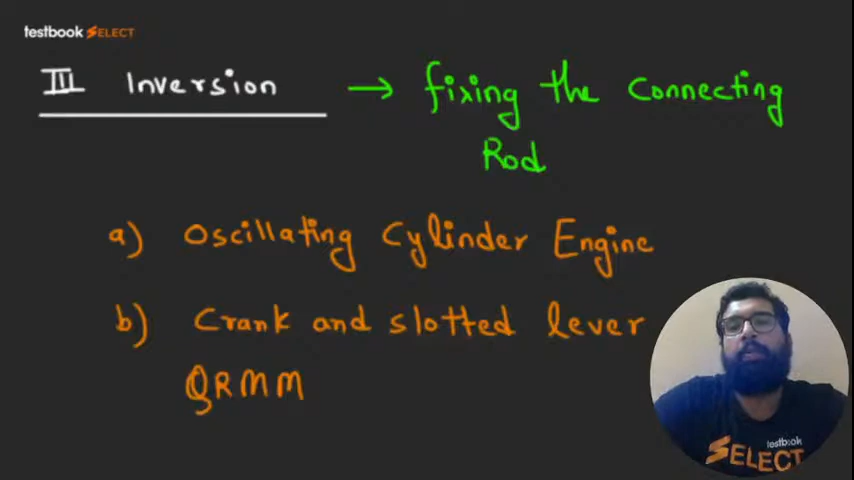 testbook SELECT
III Inversion → fixing the connecting
Rod
a) Oscillating Cylinder Engine
b) Crank and slotted lever
QRMM
testbook
SELECT